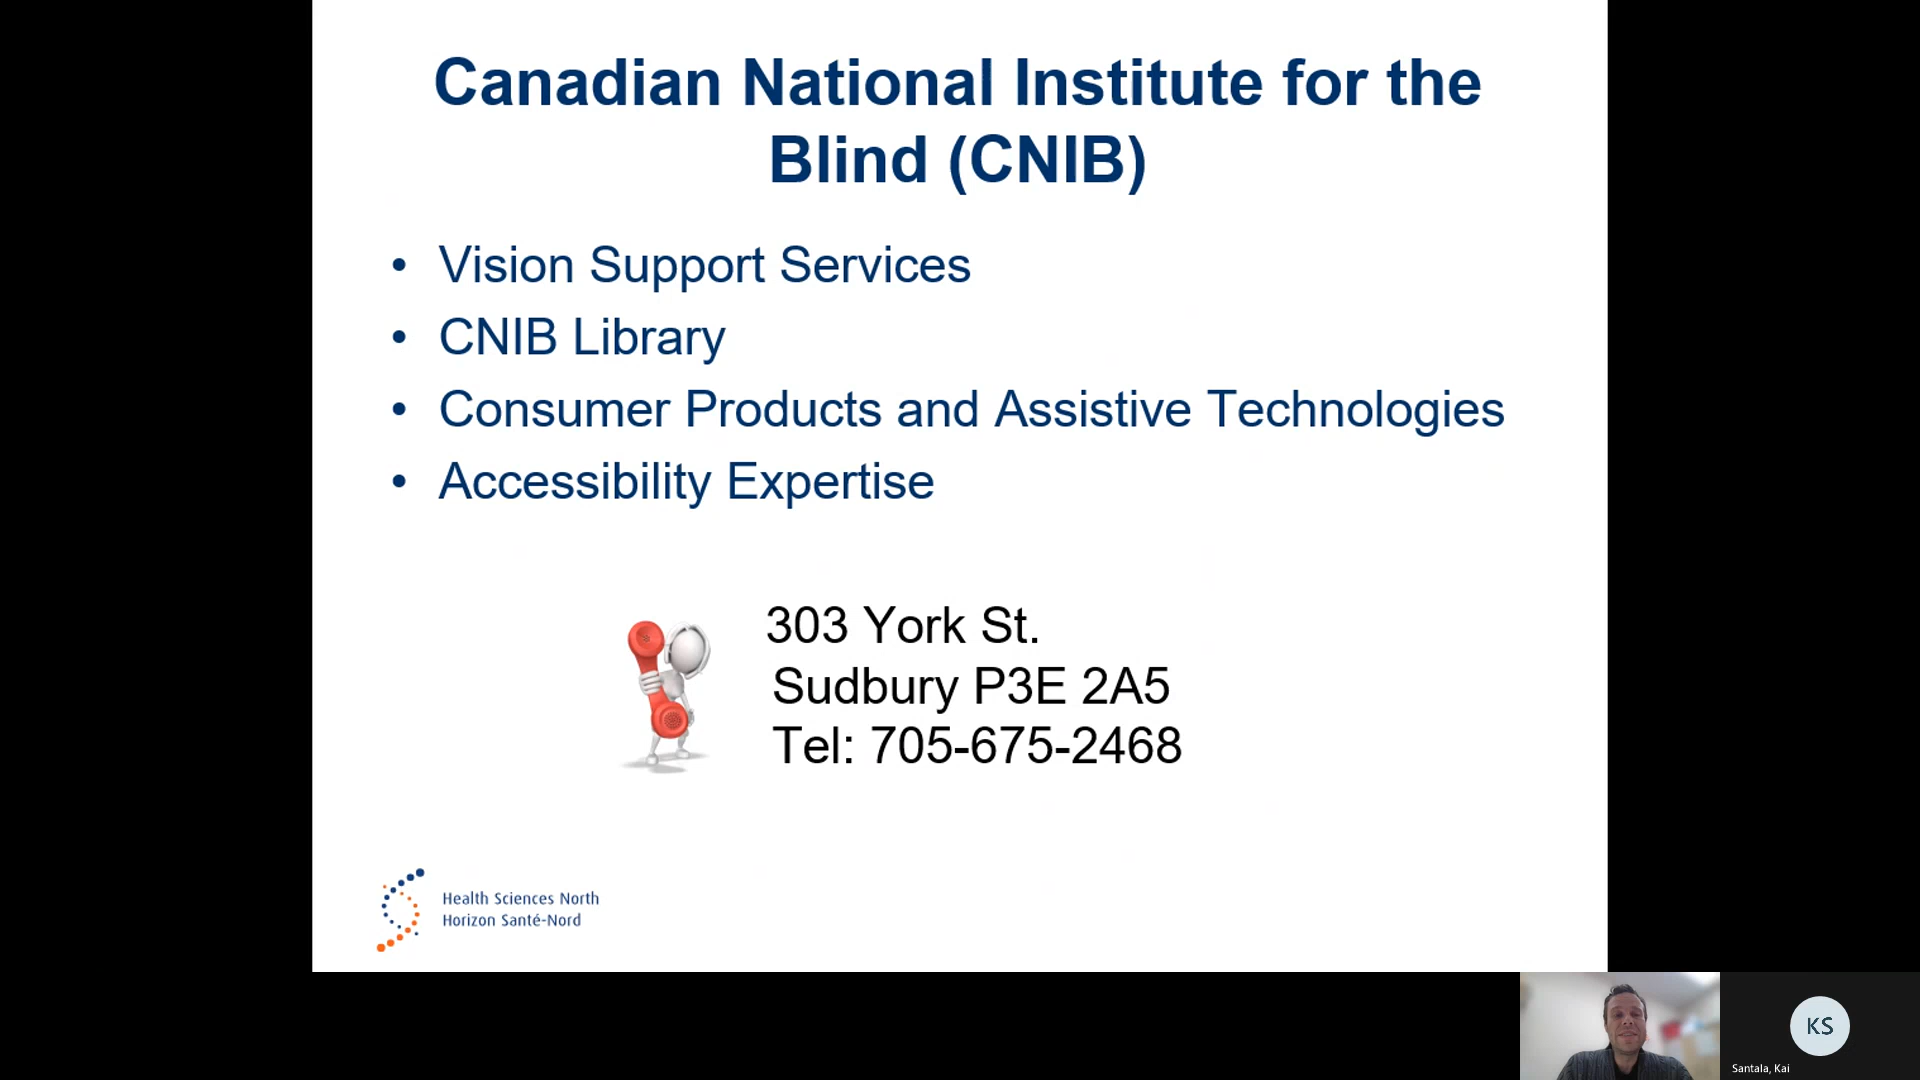 Canadian National Institute for the
Blind (CNIB)
• Vision Support Services
• CNIB Library
• Consumer Products and Assistive Technologies
• Accessibility Expertise
303 York St.
Sudbury P3E 2A5
Tel: 705-675-2468
Health Sciences North
Horizon Santé-Nord
KS
Santala, Kai